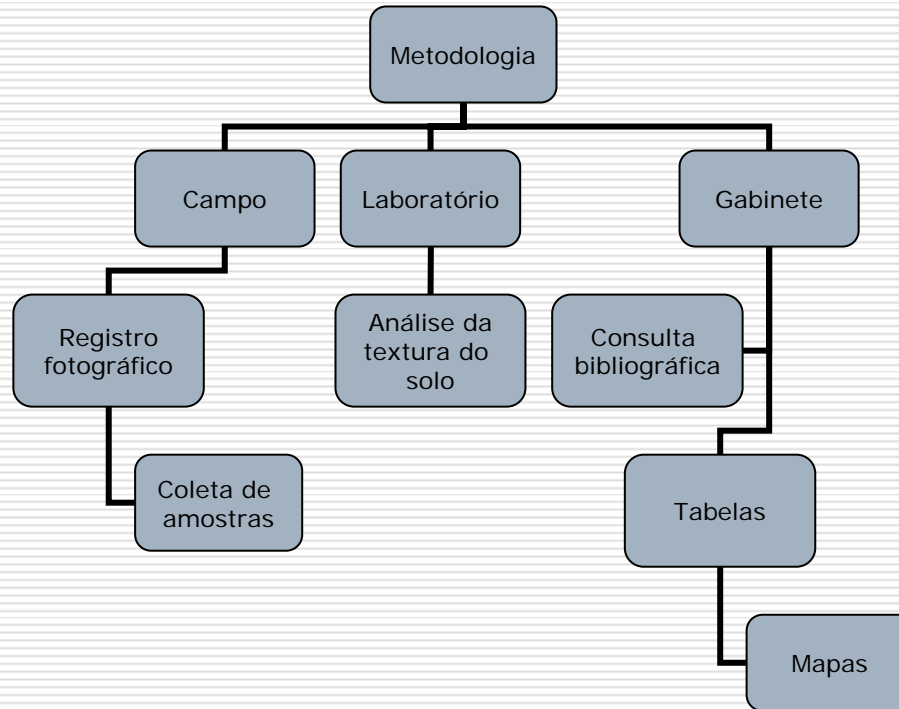 Metodologia
Campo
Laboratório
Gabinete
Registro
fotográfico
Análise da
textura do
solo
Consulta
bibliográfica
Coleta de
amostras
Tabelas
Mapas